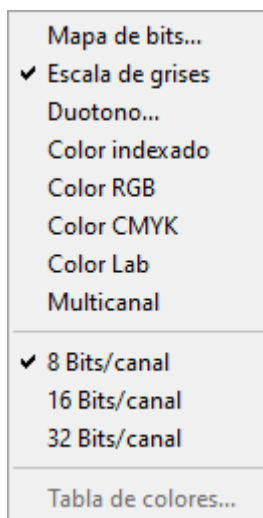 Mapa de bits...
Escala de grises
Duotono...
Color indexado
Color RGB
Color CMYK
Color Lab
Multicanal
8 Bits/canal
16 Bits/canal
32 Bits/canal
Tabla de colores...